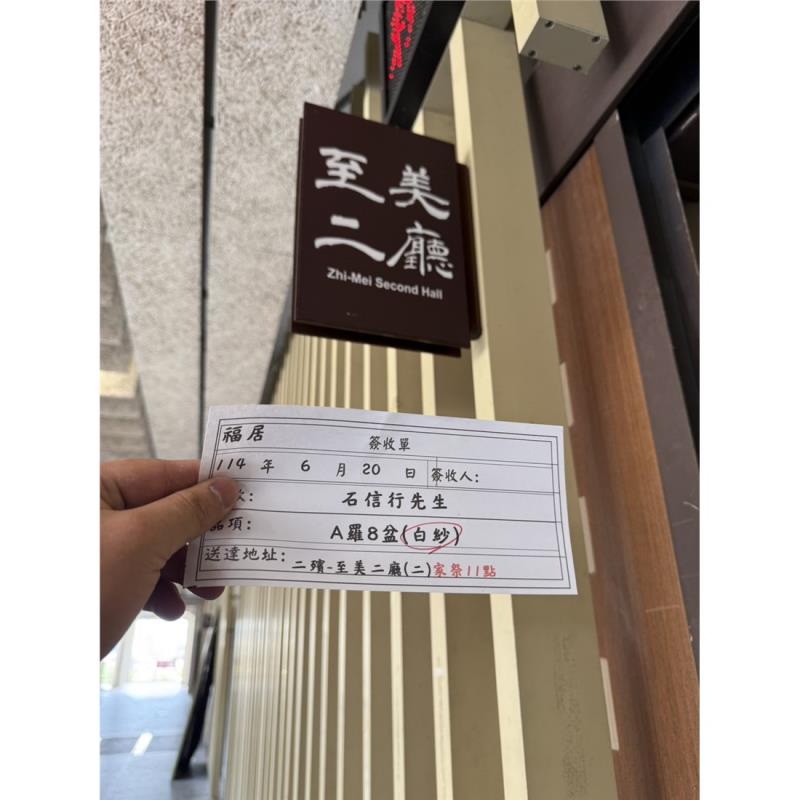 至美
二廳
Zhi-Mei Second Hall
福居
簽收單
114 年 6 月 20 日 簽收人:
石信行先生
品項: A羅8盆(白紗)
送達地址: 二殯-至美二廳(二)家祭11點